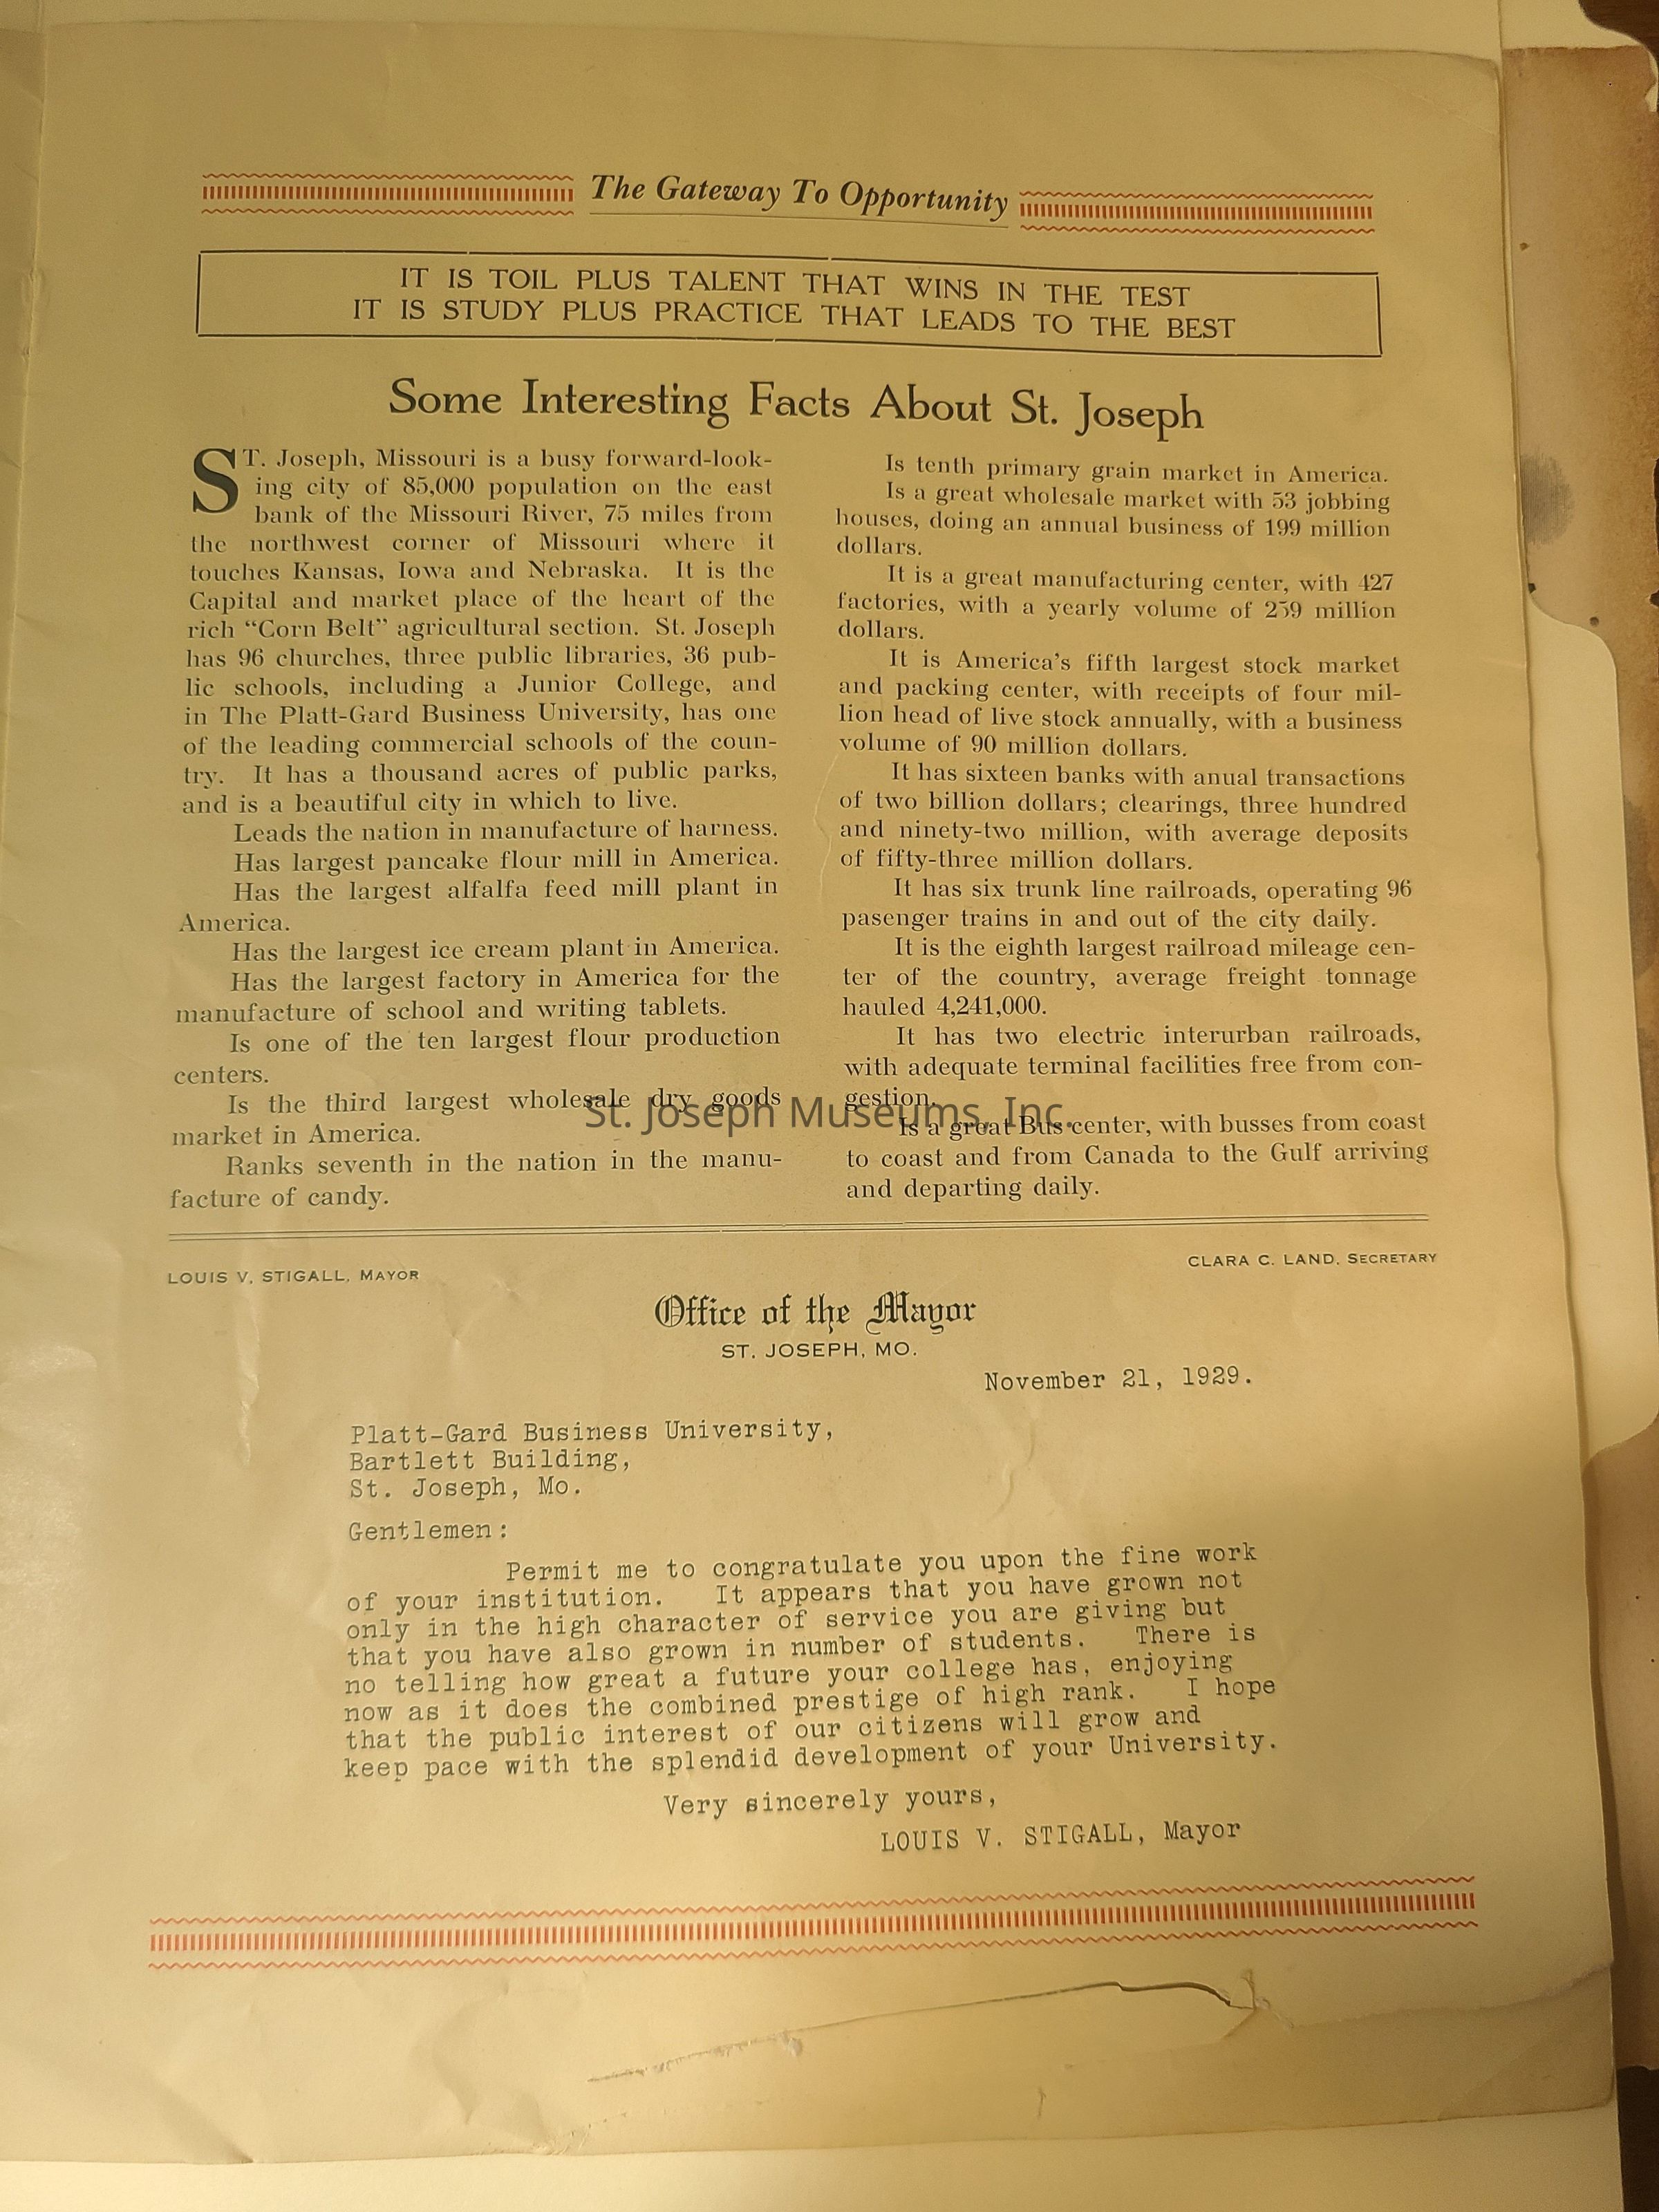 The Gateway To Opportunity
IT IS TOIL PLUS TALENT THAT WINS IN THE TEST
IT IS STUDY PLUS PRACTICE THAT LEADS TO THE BEST
Some Interesting Facts About St. Joseph
ST. Joseph, Missouri is a busy forward-look-
ing city of 85,000 population on the east
bank of the Missouri River, 75 miles from
the northwest corner of Missouri where it
touches Kansas, Iowa and Nebraska. It is the
Capital and market place of the heart of the
rich “Corn Belt” agricultural section. St. Joseph
has 96 churches, three public libraries, 36 pub-
lic schools, including a Junior College, and
in The Platt-Gard Business University, has one
of the leading commercial schools of the coun-
try. It has a thousand acres of public parks,
and is a beautiful city in which to live.
Leads the nation in manufacture of harness.
Has largest pancake flour mill in America.
Has the largest alfalfa feed mill plant in
America.
Has the largest ice cream plant in America.
Has the largest factory in America for the
manufacture of school and writing tablets.
Is one of the ten largest flour production
centers.
Is the third largest wholesale dry goods
market in America.
Ranks seventh in the nation in the manu-
facture of candy.
Is tenth primary grain market in America.
Is a great wholesale market with 53 jobbing
houses, doing an annual business of 199 million
dollars.
It is a great manufacturing center, with 427
factories, with a yearly volume of 259 million
dollars.
It is America's fifth largest stock market
and packing center, with receipts of four mil-
lion head of live stock annually, with a business
volume of 90 million dollars.
It has sixteen banks with anual transactions
of two billion dollars; clearings, three hundred
and ninety-two million, with average deposits
of fifty-three million dollars.
It has six trunk line railroads, operating 96
pasenger trains in and out of the city daily.
It is the eighth largest railroad mileage cen-
ter of the country, average freight tonnage
hauled 4,241,000.
It has two electric interurban railroads,
with adequate terminal facilities free from con-
gestion.
Is a great Bus center, with busses from coast
to coast and from Canada to the Gulf arriving
and departing daily.
St. Joseph Museums, Inc.
LOUIS V. STIGALL, MAYOR
CLARA C. LAND, SECRETARY
Office of the Mayor
ST. JOSEPH, MO.
November 21, 1929.
Platt-Gard Business University,
Bartlett Building,
St. Joseph, Mo.
Gentlemen:
Permit me to congratulate you upon the fine work
of your institution. It appears that you have grown not
only in the high character of service you are giving but
that you have also grown in number of students. There is
no telling how great a future your college has, enjoying
now as it does the combined prestige of high rank. I hope
that the public interest of our citizens will grow and
keep pace with the splendid development of your University.
Very sincerely yours,
LOUIS V. STIGALL, Mayor